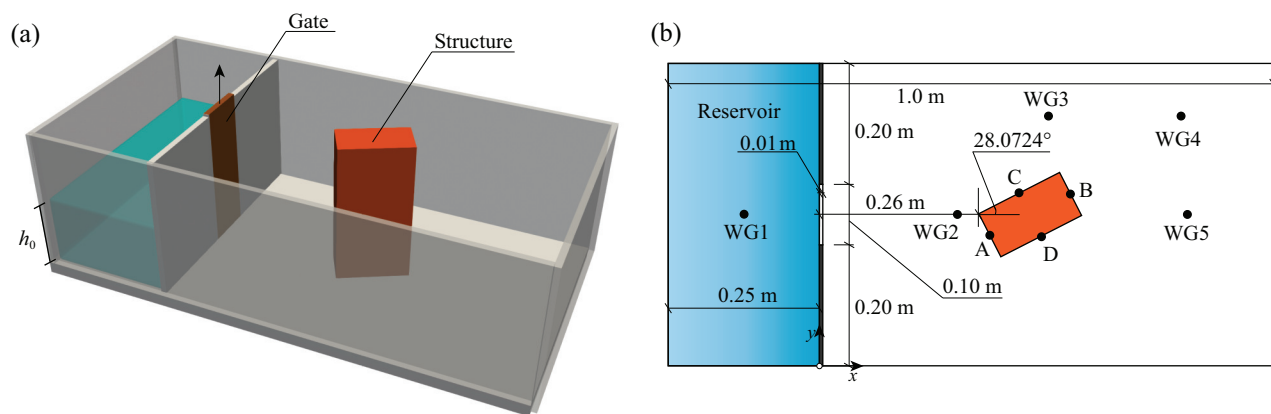 (a)
Gate
Structure
h₀
(b)
1.0 m
Reservoir
0.20 m
WG3
WG4
0.01 m
28.0724°
C
B
0.26 m
WG1
WG2
WG5
A
D
0.10 m
0.25 m
0.20 m
y
x